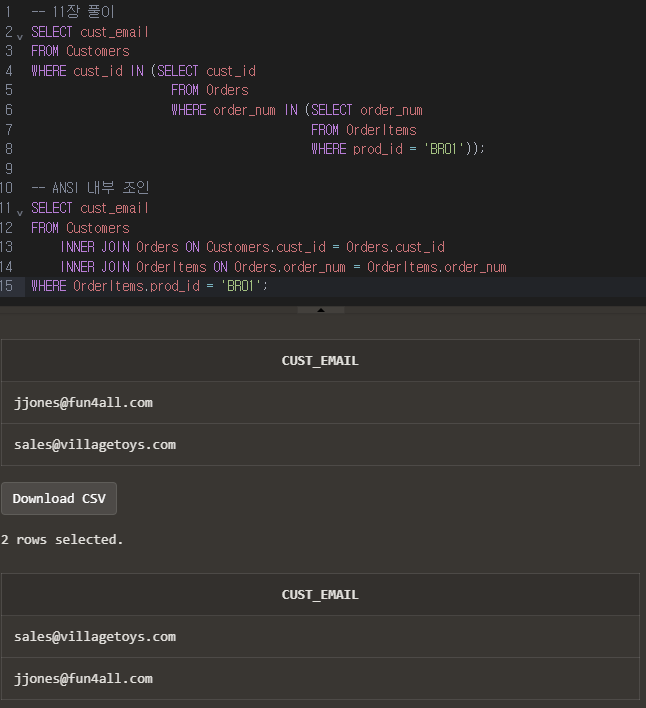 1 -- 11장 풀이
2 SELECT cust_email
3 FROM Customers
4 WHERE cust_id IN (SELECT cust_id
5 FROM Orders
6 WHERE order_num IN (SELECT order_num
7 FROM OrderItems
8 WHERE prod_id = 'BR01'));
9
10 -- ANSI 내부 조인
11 SELECT cust_email
12 FROM Customers
13 INNER JOIN Orders ON Customers.cust_id = Orders.cust_id
14 INNER JOIN OrderItems ON Orders.order_num = OrderItems.order_num
15 WHERE OrderItems.prod_id = 'BR01';
CUST_EMAIL
jjones@fun4all.com
sales@villagetoys.com
Download CSV
2 rows selected.
CUST_EMAIL
sales@villagetoys.com
jjones@fun4all.com